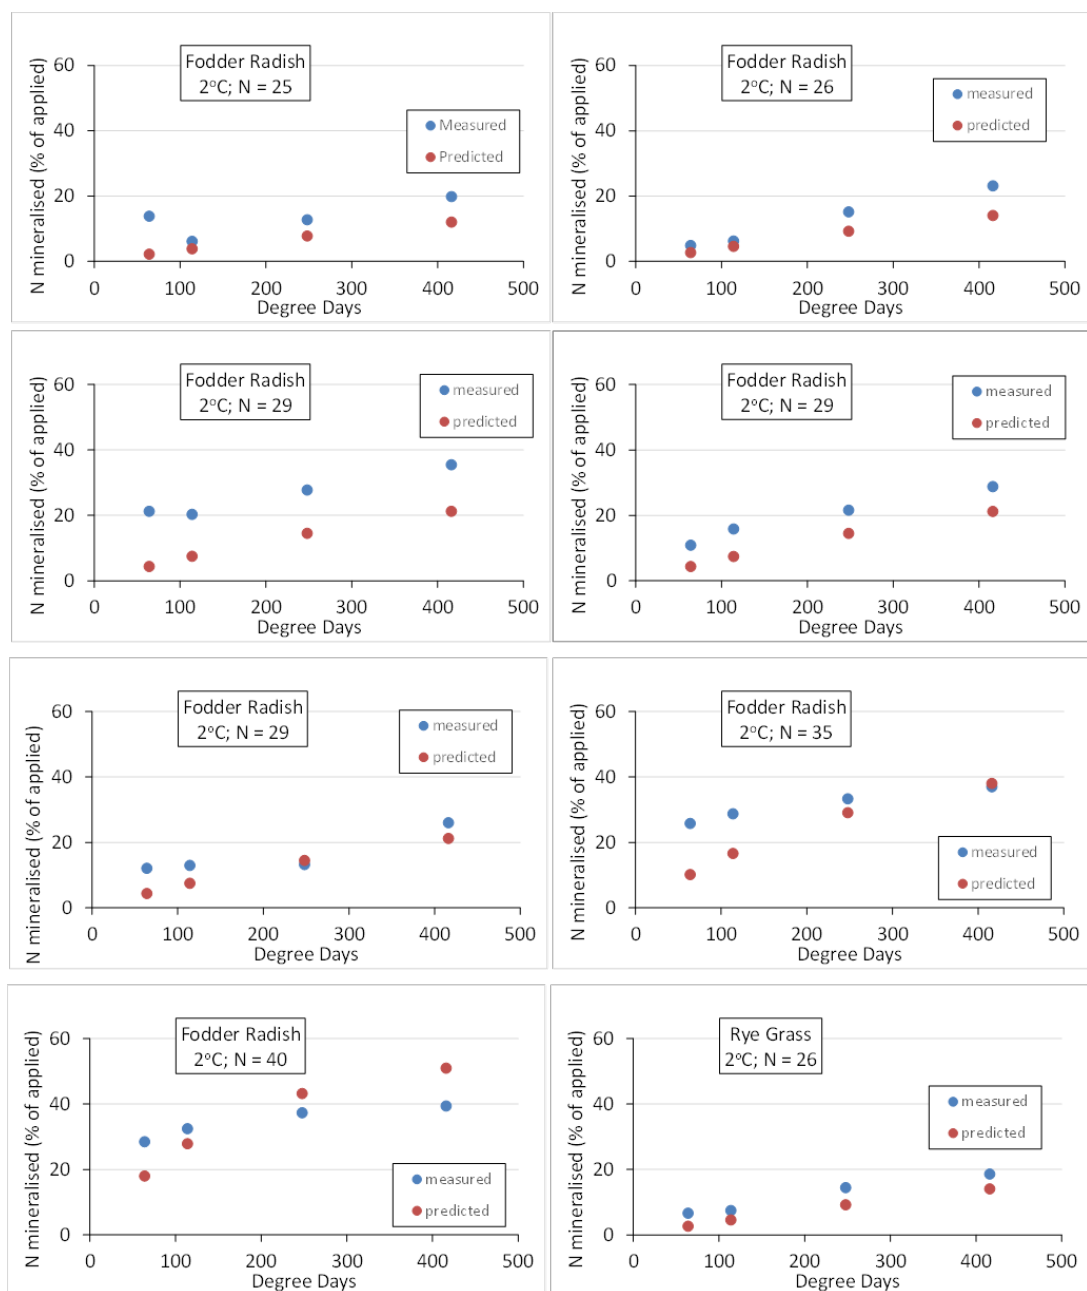 Fodder Radish
2°C; N = 25
Measured
Predicted
N mineralised (% of applied)
60
40
20
0
0 100 200 300 400 500
Degree Days
Fodder Radish
2°C; N = 26
measured
predicted
N mineralised (% of applied)
60
40
20
0
0 100 200 300 400 500
Degree Days
Fodder Radish
2°C; N = 29
measured
predicted
N mineralised (% of applied)
60
40
20
0
0 100 200 300 400 500
Degree Days
Fodder Radish
2°C; N = 29
measured
predicted
N mineralised (% of applied)
60
40
20
0
0 100 200 300 400 500
Degree Days
Fodder Radish
2°C; N = 29
measured
predicted
N mineralised (% of applied)
60
40
20
0
0 100 200 300 400 500
Degree Days
Fodder Radish
2°C; N = 35
measured
predicted
N mineralised (% of applied)
60
40
20
0
0 100 200 300 400 500
Degree Days
Fodder Radish
2°C; N = 40
measured
predicted
N mineralised (% of applied)
60
40
20
0
0 100 200 300 400 500
Degree Days
Rye Grass
2°C; N = 26
measured
predicted
N mineralised (% of applied)
60
40
20
0
0 100 200 300 400 500
Degree Days